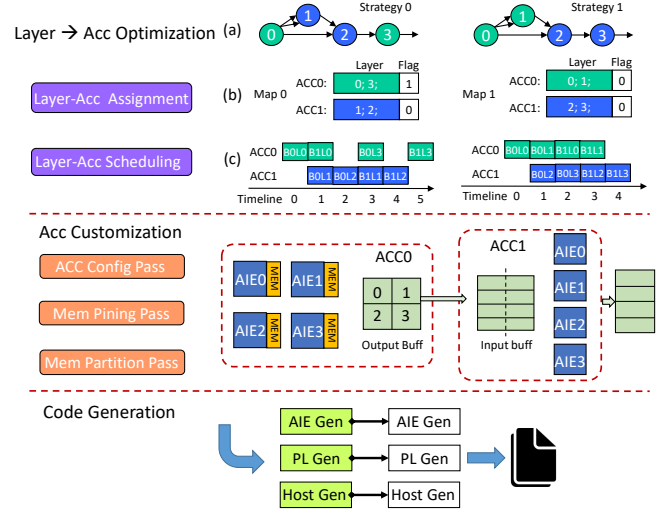 Layer → Acc Optimization
(a)
Strategy 0
0
1
2
3
Strategy 1
0
1
2
3
Layer-Acc Assignment
(b)
Map 0
Layer Flag
ACC0: 0; 3; 1
ACC1: 1; 2; 0
Map 1
Layer Flag
ACC0: 0; 1; 0
ACC1: 2; 3; 0
Layer-Acc Scheduling
(c)
ACC0 B0L0 B1L0 B0L3 B1L3
ACC1 B0L1 B0L2 B1L1 B1L2
Timeline 0 1 2 3 4 5
ACC0 B0L0 B0L1 B1L0 B1L1
ACC1 B0L2 B0L3 B1L2 B1L3
Timeline 0 1 2 3 4
Acc Customization
ACC Config Pass
Mem Pining Pass
Mem Partition Pass
ACC0
AIE0 MEM AIE1 MEM
AIE2 MEM AIE3 MEM
0 1
2 3
Output Buff
ACC1
Input buff
AIE0
AIE1
AIE2
AIE3
Code Generation
AIE Gen AIE Gen
PL Gen PL Gen
Host Gen Host Gen